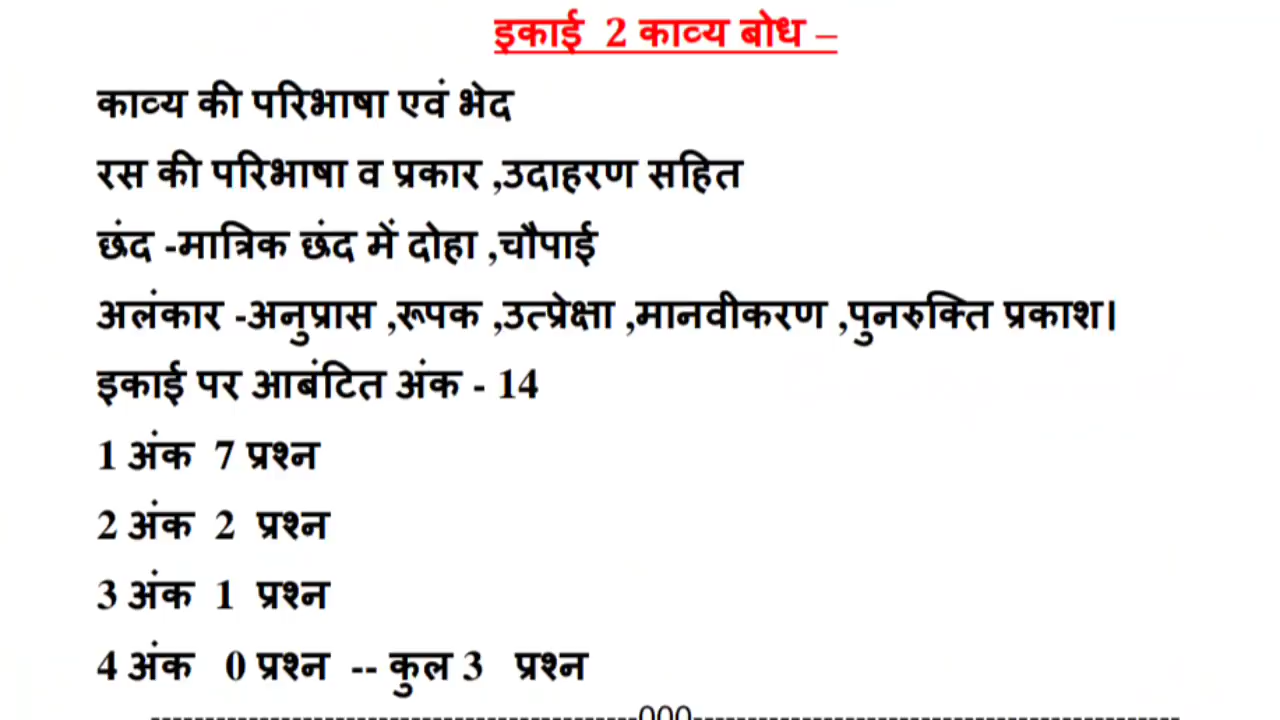 इकाई 2 काव्य बोध –
काव्य की परिभाषा एवं भेद
रस की परिभाषा व प्रकार ,उदाहरण सहित
छंद -मात्रिक छंद में दोहा ,चौपाई
अलंकार -अनुप्रास ,रूपक ,उत्प्रेक्षा ,मानवीकरण ,पुनरुक्ति प्रकाश।
इकाई पर आबंटित अंक - 14
1 अंक 7 प्रश्न
2 अंक 2 प्रश्न
3 अंक 1 प्रश्न
4 अंक 0 प्रश्न -- कुल 3 प्रश्न
---------------------------------------------000---------------------------------------------